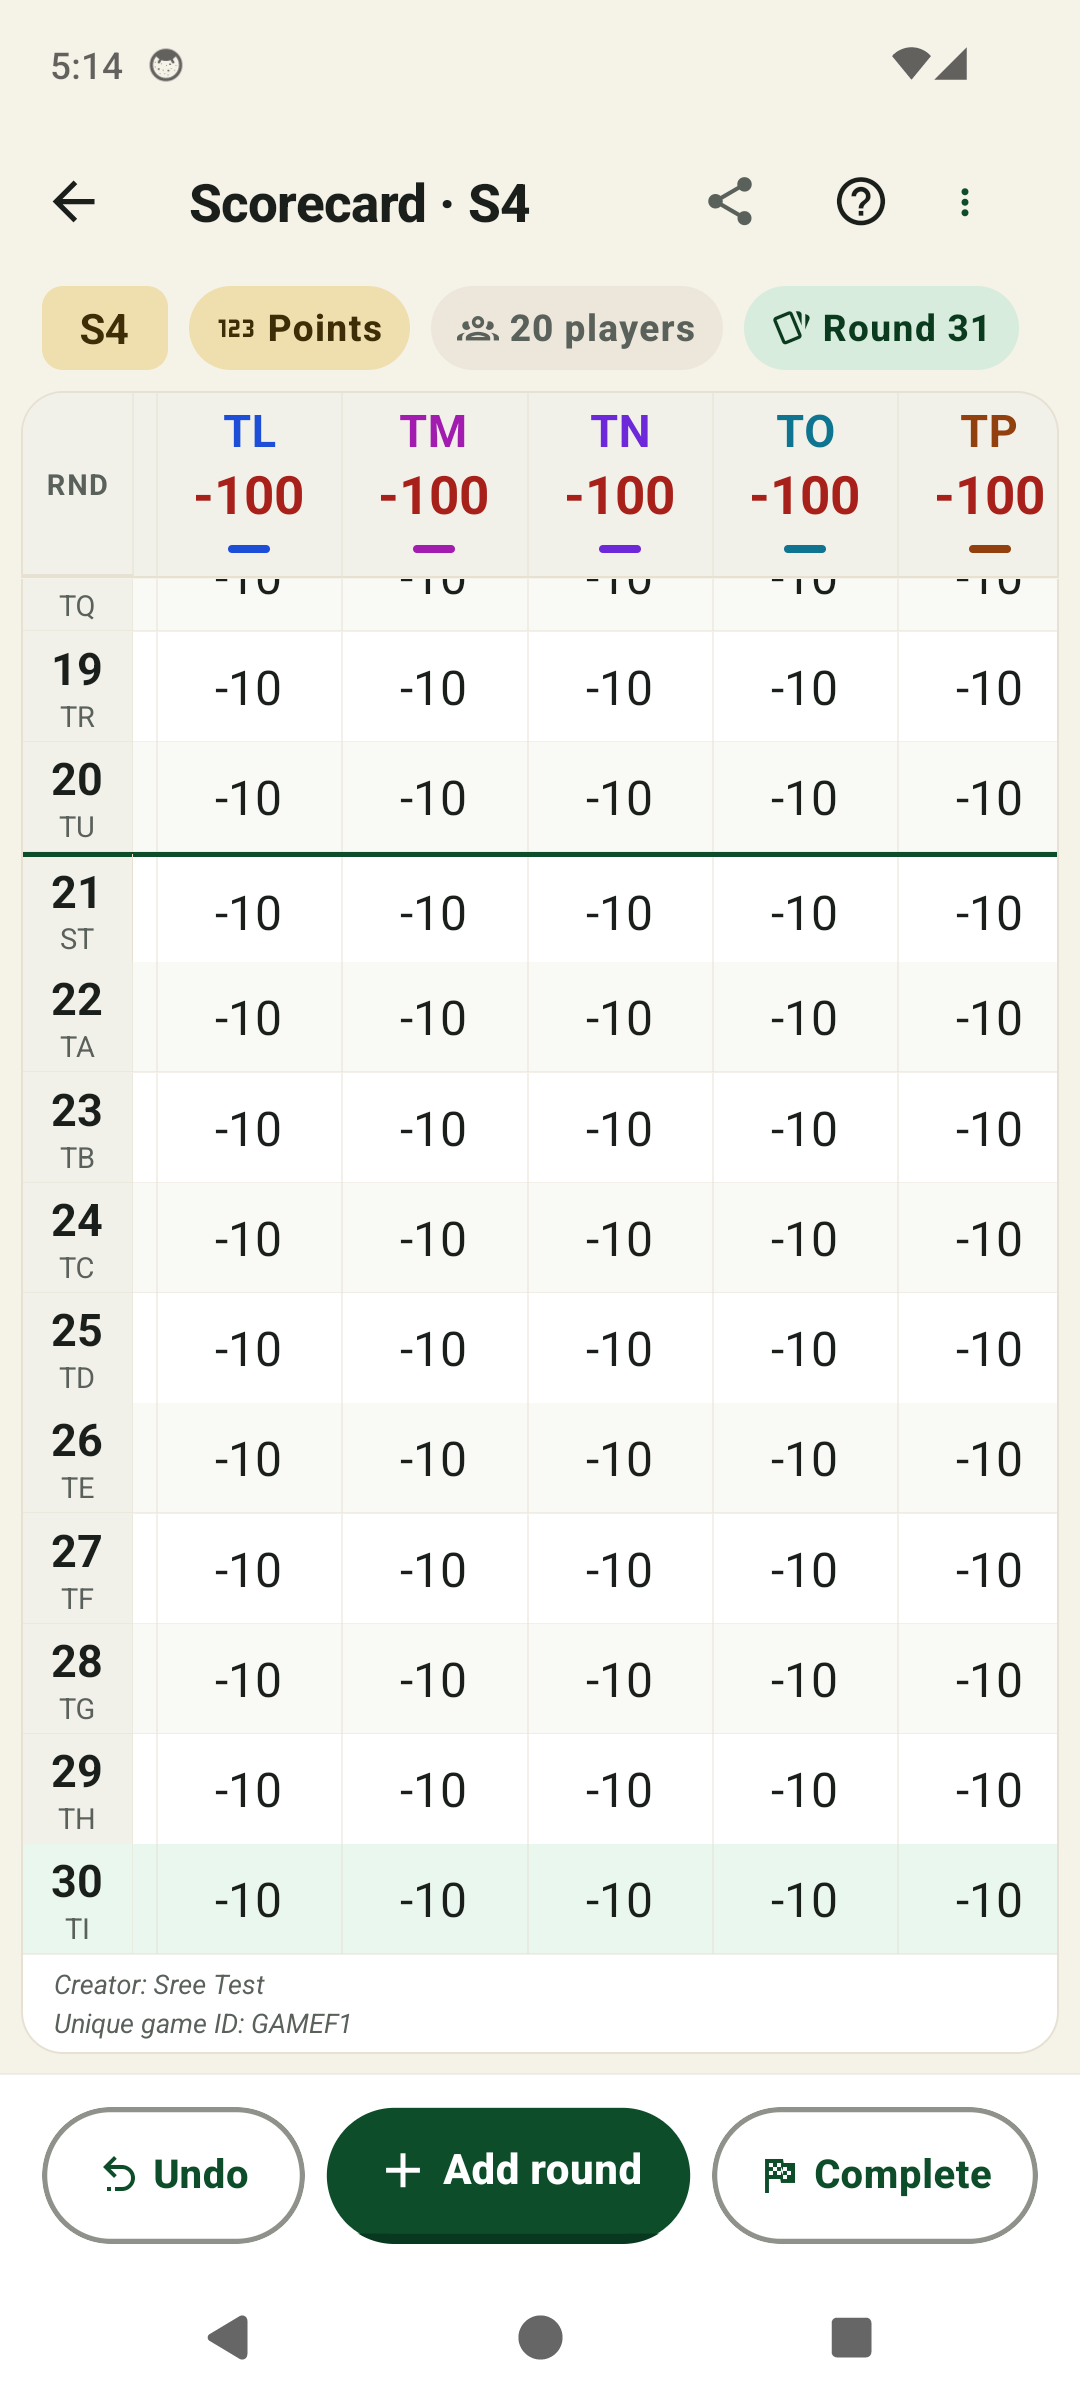 5:14
Scorecard · S4
S4 123 Points 20 players Round 31
RND TL TM TN TO TP
-100 -100 -100 -100 -100
TQ -10 -10 -10 -10 -10
19 TR -10 -10 -10 -10 -10
20 TU -10 -10 -10 -10 -10
21 ST -10 -10 -10 -10 -10
22 TA -10 -10 -10 -10 -10
23 TB -10 -10 -10 -10 -10
24 TC -10 -10 -10 -10 -10
25 TD -10 -10 -10 -10 -10
26 TE -10 -10 -10 -10 -10
27 TF -10 -10 -10 -10 -10
28 TG -10 -10 -10 -10 -10
29 TH -10 -10 -10 -10 -10
30 TI -10 -10 -10 -10 -10
Creator: Sree Test
Unique game ID: GAMEF1
Undo + Add round Complete